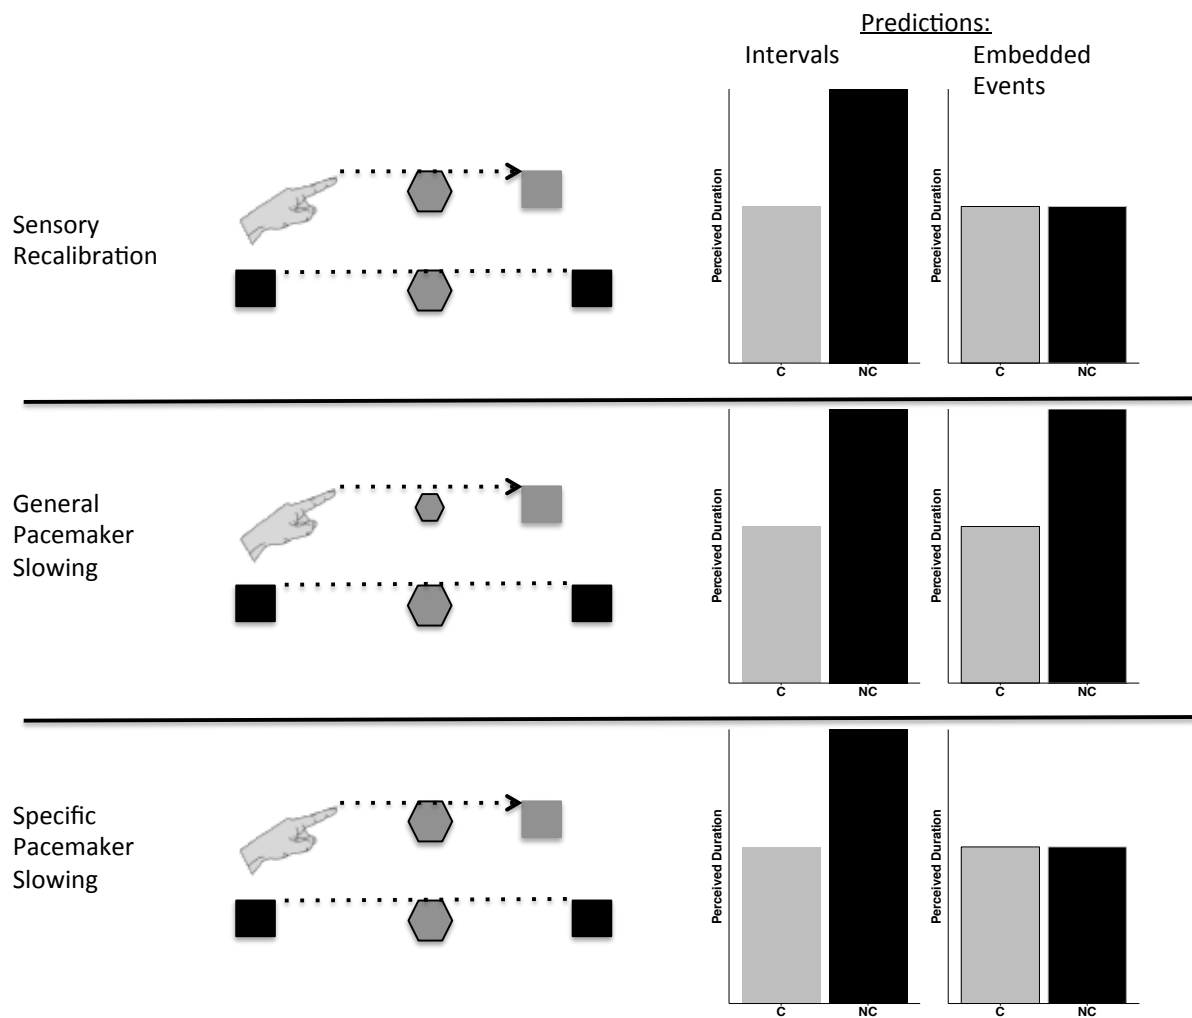 Predictions:
Intervals
Embedded
Events
Sensory
Recalibration
Perceived Duration
C
NC
Perceived Duration
C
NC
General
Pacemaker
Slowing
Perceived Duration
C
NC
Perceived Duration
C
NC
Specific
Pacemaker
Slowing
Perceived Duration
C
NC
Perceived Duration
C
NC